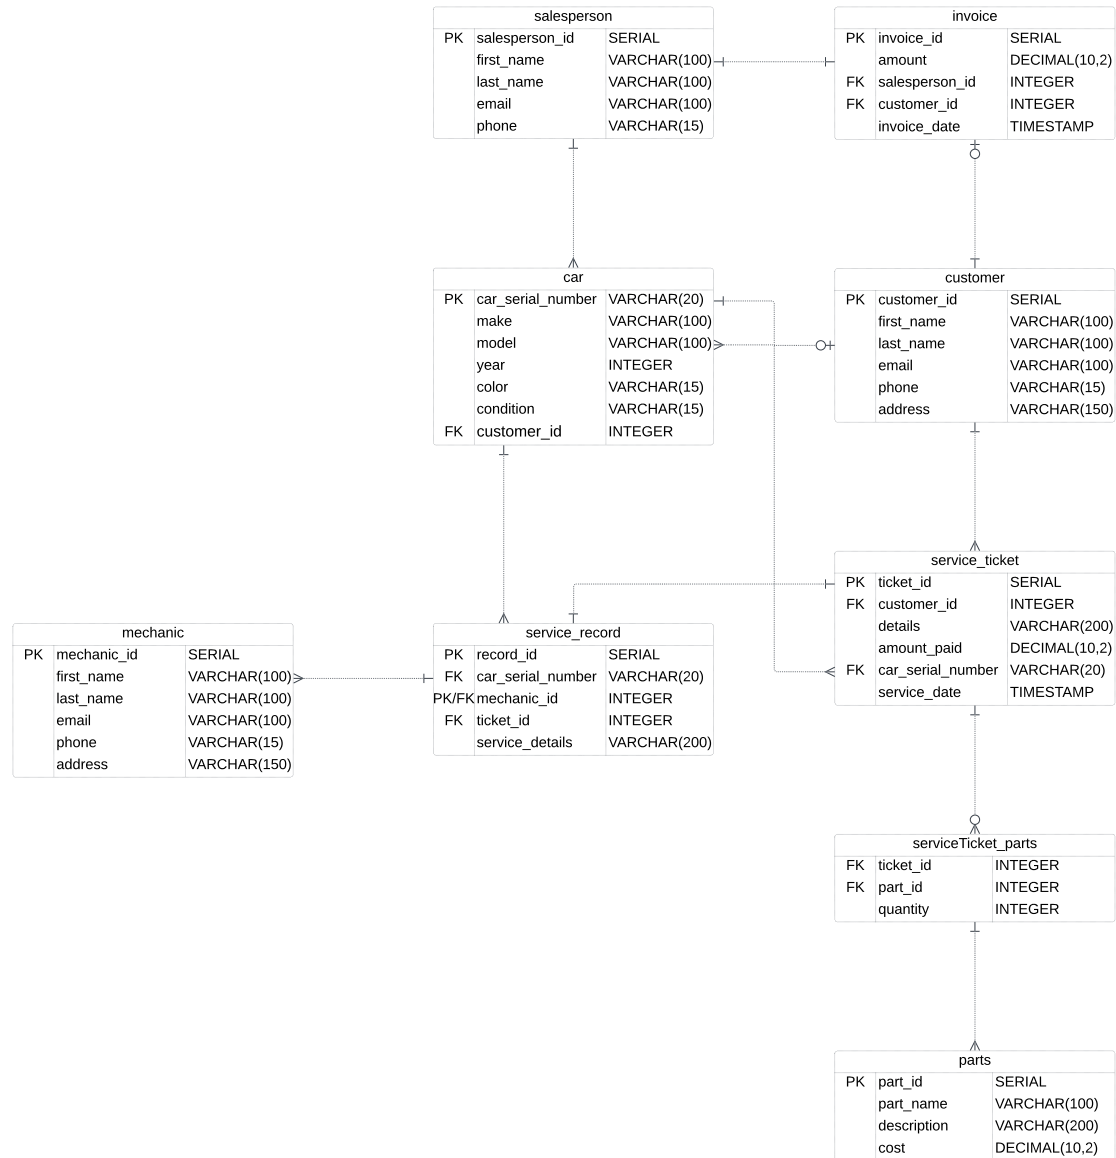 salesperson
PK salesperson_id SERIAL
first_name VARCHAR(100)
last_name VARCHAR(100)
email VARCHAR(100)
phone VARCHAR(15)
invoice
PK invoice_id SERIAL
amount DECIMAL(10,2)
FK salesperson_id INTEGER
FK customer_id INTEGER
invoice_date TIMESTAMP
car
PK car_serial_number VARCHAR(20)
make VARCHAR(100)
model VARCHAR(100)
year INTEGER
color VARCHAR(15)
condition VARCHAR(15)
FK customer_id INTEGER
customer
PK customer_id SERIAL
first_name VARCHAR(100)
last_name VARCHAR(100)
email VARCHAR(100)
phone VARCHAR(15)
address VARCHAR(150)
service_ticket
PK ticket_id SERIAL
FK customer_id INTEGER
details VARCHAR(200)
amount_paid DECIMAL(10,2)
FK car_serial_number VARCHAR(20)
service_date TIMESTAMP
mechanic
PK mechanic_id SERIAL
first_name VARCHAR(100)
last_name VARCHAR(100)
email VARCHAR(100)
phone VARCHAR(15)
address VARCHAR(150)
service_record
PK record_id SERIAL
FK car_serial_number VARCHAR(20)
PK/FK mechanic_id INTEGER
FK ticket_id INTEGER
service_details VARCHAR(200)
serviceTicket_parts
FK ticket_id INTEGER
FK part_id INTEGER
quantity INTEGER
parts
PK part_id SERIAL
part_name VARCHAR(100)
description VARCHAR(200)
cost DECIMAL(10,2)